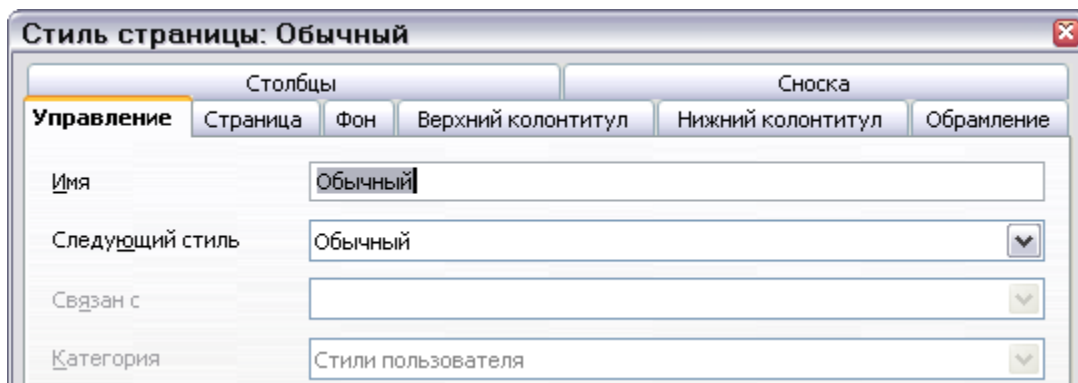 Стиль страницы: Обычный
Столбцы Сноска
Управление Страница Фон Верхний колонтитул Нижний колонтитул Обрамление
Имя Обычный
Следующий стиль Обычный
Связан с
Категория Стили пользователя